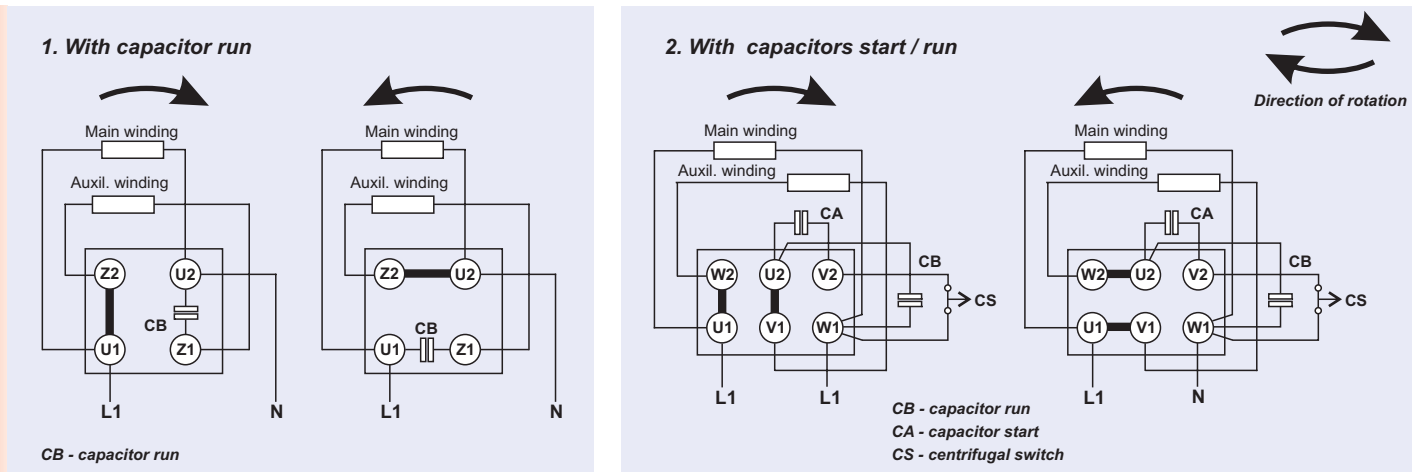 1. With capacitor run
Main winding
Auxil. winding
Z2
U2
CB
U1
Z1
L1
N
Main winding
Auxil. winding
Z2
U2
CB
U1
Z1
L1
N
CB - capacitor run
2. With capacitors start / run
Direction of rotation
Main winding
Auxil. winding
CA
W2
U2
V2
CB
CS
U1
V1
W1
L1
L1
Main winding
Auxil. winding
CA
W2
U2
V2
CB
CS
U1
V1
W1
L1
N
CB - capacitor run
CA - capacitor start
CS - centrifugal switch